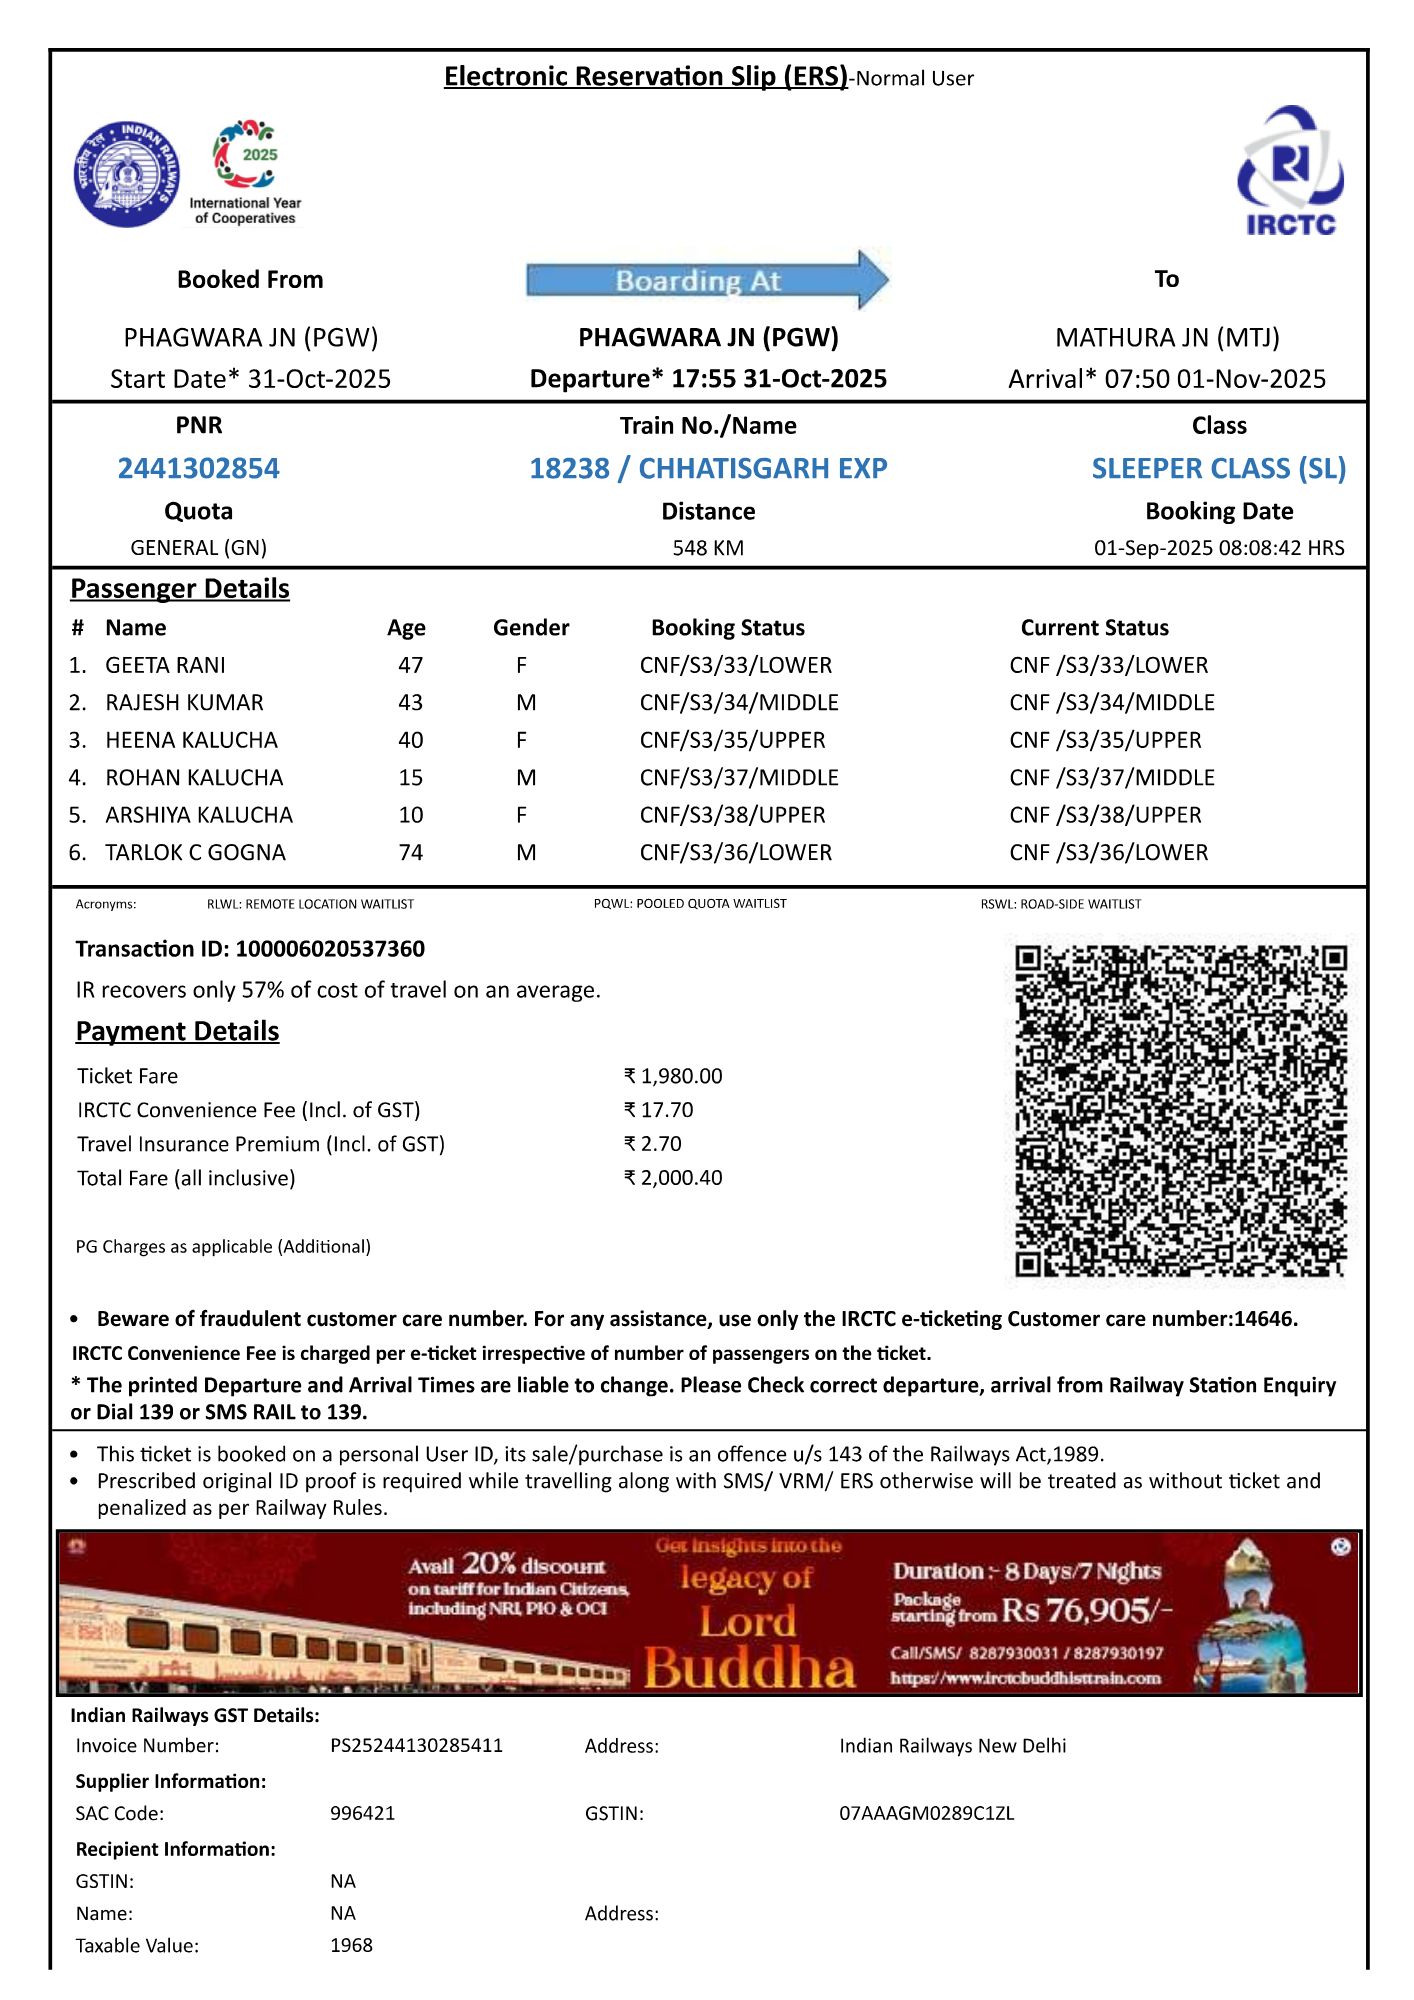 Electronic Reservation Slip (ERS)-Normal User
भारतीय रेल INDIAN RAILWAYS
2025
International Year
of Cooperatives
IRCTC
Booked From Boarding At To
PHAGWARA JN (PGW) PHAGWARA JN (PGW) MATHURA JN (MTJ)
Start Date* 31-Oct-2025 Departure* 17:55 31-Oct-2025 Arrival* 07:50 01-Nov-2025
PNR Train No./Name Class
2441302854 18238 / CHHATISGARH EXP SLEEPER CLASS (SL)
Quota Distance Booking Date
GENERAL (GN) 548 KM 01-Sep-2025 08:08:42 HRS
Passenger Details
# Name Age Gender Booking Status Current Status
1. GEETA RANI 47 F CNF/S3/33/LOWER CNF /S3/33/LOWER
2. RAJESH KUMAR 43 M CNF/S3/34/MIDDLE CNF /S3/34/MIDDLE
3. HEENA KALUCHA 40 F CNF/S3/35/UPPER CNF /S3/35/UPPER
4. ROHAN KALUCHA 15 M CNF/S3/37/MIDDLE CNF /S3/37/MIDDLE
5. ARSHIYA KALUCHA 10 F CNF/S3/38/UPPER CNF /S3/38/UPPER
6. TARLOK C GOGNA 74 M CNF/S3/36/LOWER CNF /S3/36/LOWER
Acronyms: RLWL: REMOTE LOCATION WAITLIST PQWL: POOLED QUOTA WAITLIST RSWL: ROAD-SIDE WAITLIST
Transaction ID: 100006020537360
IR recovers only 57% of cost of travel on an average.
Payment Details
Ticket Fare ₹ 1,980.00
IRCTC Convenience Fee (Incl. of GST) ₹ 17.70
Travel Insurance Premium (Incl. of GST) ₹ 2.70
Total Fare (all inclusive) ₹ 2,000.40
PG Charges as applicable (Additional)
• Beware of fraudulent customer care number. For any assistance, use only the IRCTC e-ticketing Customer care number:14646.
IRCTC Convenience Fee is charged per e-ticket irrespective of number of passengers on the ticket.
* The printed Departure and Arrival Times are liable to change. Please Check correct departure, arrival from Railway Station Enquiry
or Dial 139 or SMS RAIL to 139.
• This ticket is booked on a personal User ID, its sale/purchase is an offence u/s 143 of the Railways Act,1989.
• Prescribed original ID proof is required while travelling along with SMS/ VRM/ ERS otherwise will be treated as without ticket and
penalized as per Railway Rules.
Avail 20% discount
on tariff for Indian Citizens,
including NRI, PIO & OCI
Get insights into the
legacy of
Lord
Buddha
Duration :- 8 Days/7 Nights
Package
starting from Rs 76,905/-
Call/SMS/ 8287930031 / 8287930197
https://www.irctcbuddhisttrain.com
Indian Railways GST Details:
Invoice Number: PS25244130285411 Address: Indian Railways New Delhi
Supplier Information:
SAC Code: 996421 GSTIN: 07AAAGM0289C1ZL
Recipient Information:
GSTIN: NA
Name: NA Address:
Taxable Value: 1968